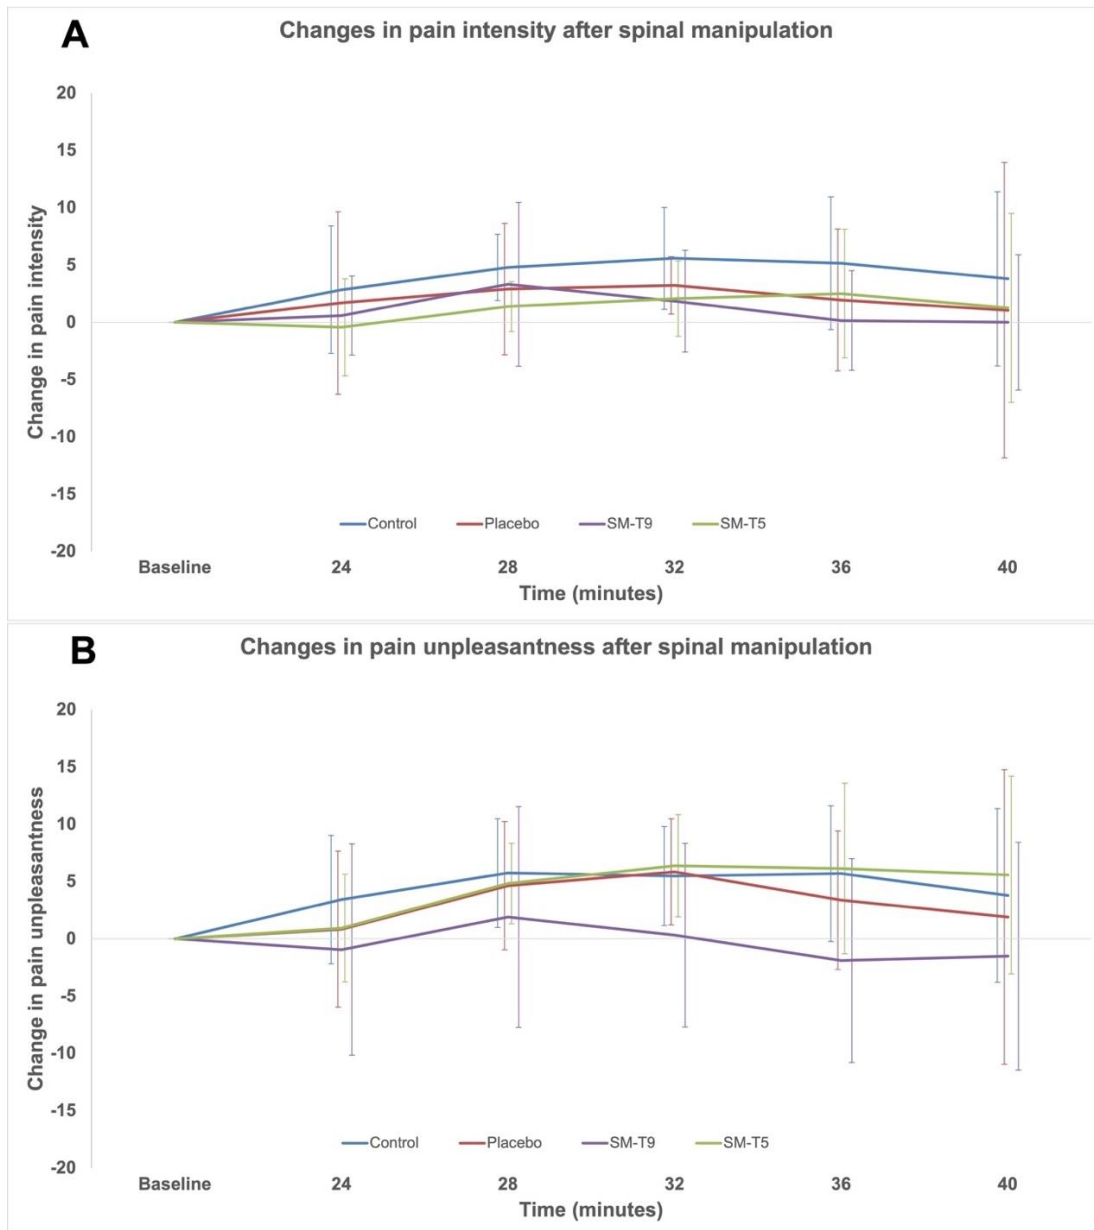 A
Changes in pain intensity after spinal manipulation
Change in pain intensity
20
15
10
5
0
-5
-10
-15
-20
Control Placebo SM-T9 SM-T5
Baseline 24 28 32 36 40
Time (minutes)
B
Changes in pain unpleasantness after spinal manipulation
Change in pain unpleasantness
20
15
10
5
0
-5
-10
-15
-20
Control Placebo SM-T9 SM-T5
Baseline 24 28 32 36 40
Time (minutes)